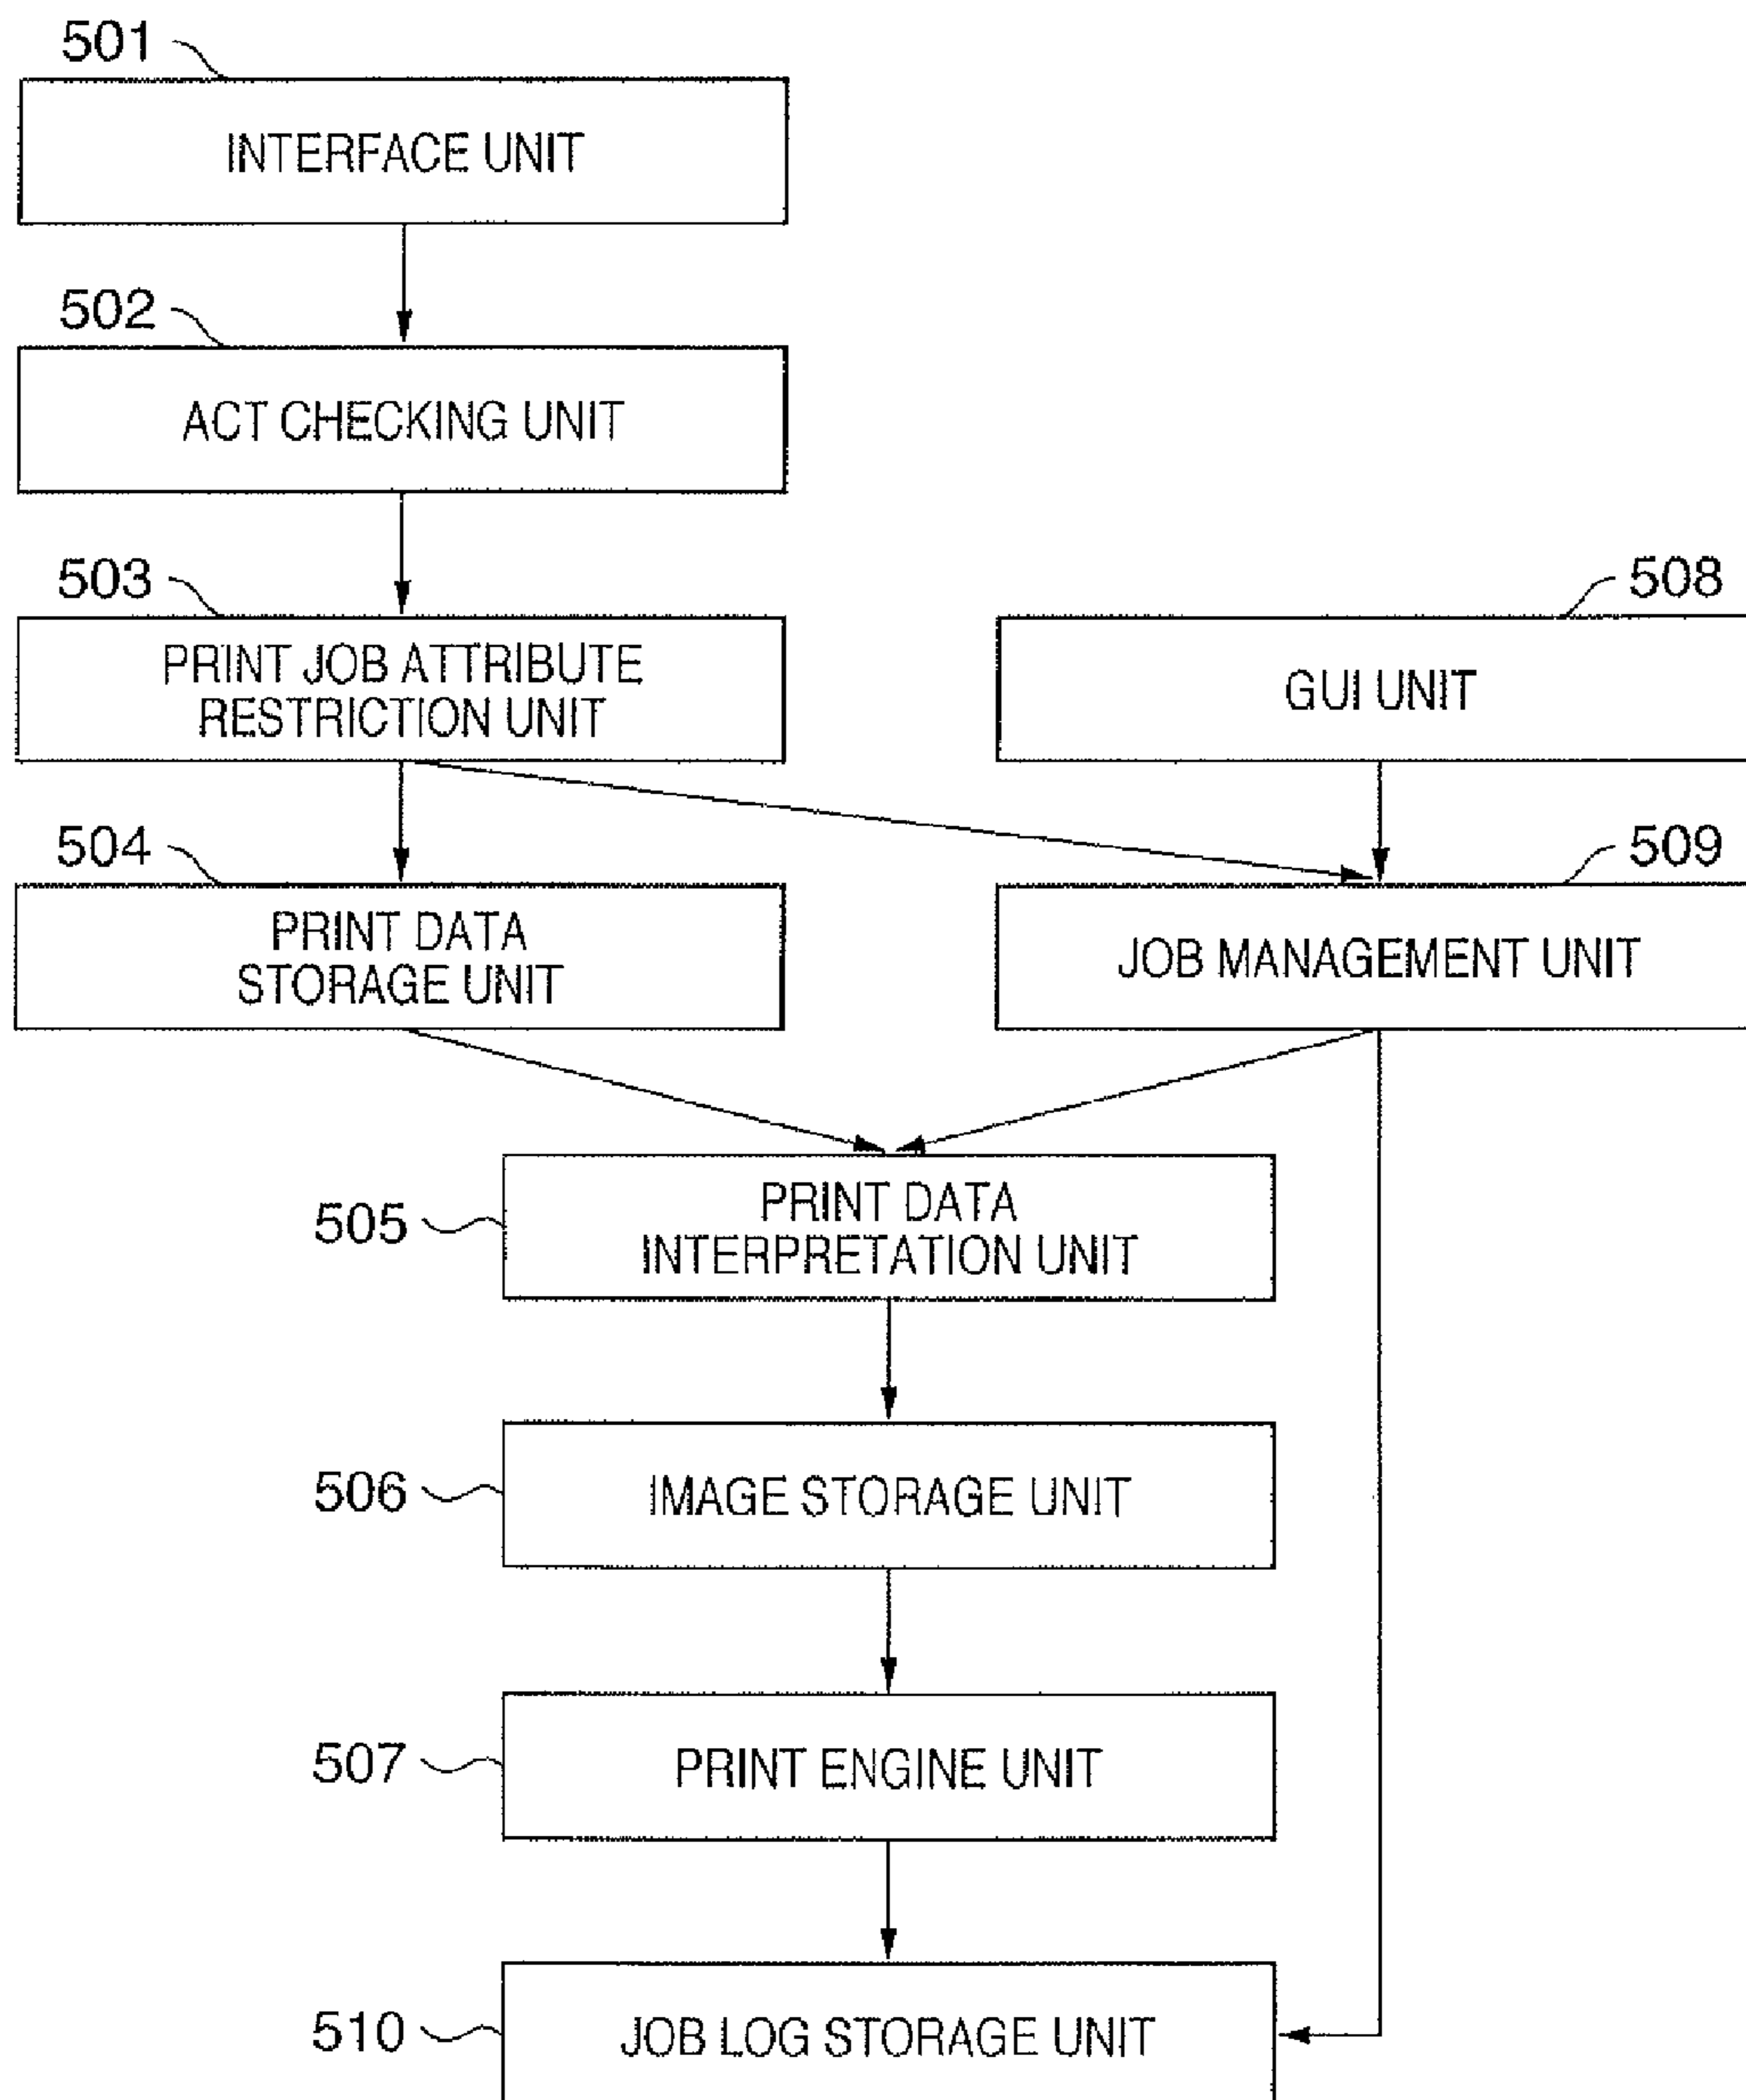 501
INTERFACE UNIT
502
ACT CHECKING UNIT
503
PRINT JOB ATTRIBUTE
RESTRICTION UNIT
508
GUI UNIT
504
PRINT DATA
STORAGE UNIT
509
JOB MANAGEMENT UNIT
505
PRINT DATA
INTERPRETATION UNIT
506
IMAGE STORAGE UNIT
507
PRINT ENGINE UNIT
510
JOB LOG STORAGE UNIT